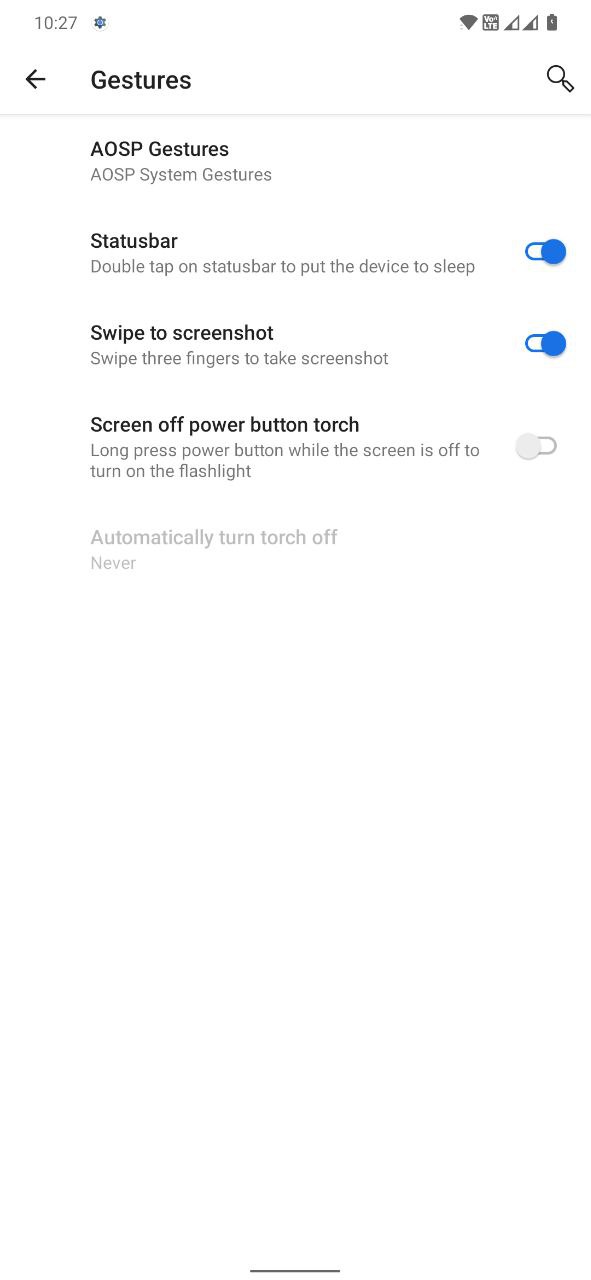 10:27
Vo LTE
Gestures
AOSP Gestures
AOSP System Gestures
Statusbar
Double tap on statusbar to put the device to sleep
Swipe to screenshot
Swipe three fingers to take screenshot
Screen off power button torch
Long press power button while the screen is off to
turn on the flashlight
Automatically turn torch off
Never